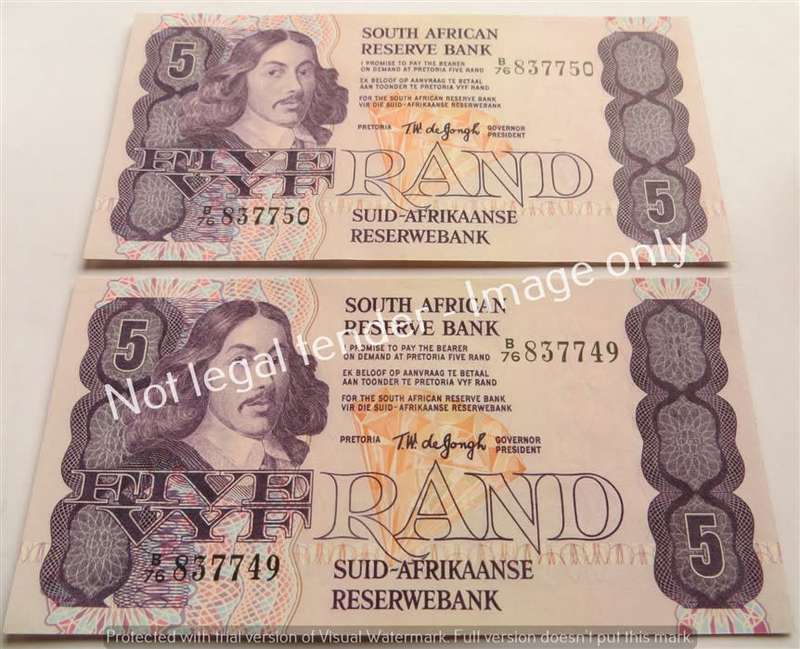 5
SOUTH AFRICAN
RESERVE BANK
I PROMISE TO PAY THE BEARER
ON DEMAND AT PRETORIA FIVE RAND
B/76 837750
EK BELOOF OP AANVRAAG TE BETAAL
AAN TOONDER TE PRETORIA VYF RAND
FOR THE SOUTH AFRICAN RESERVE BANK
VIR DIE SUID-AFRIKAANSE RESERWEBANK
PRETORIA T.W. de Jongh GOVERNOR
PRESIDENT
FIVE
VYF
RAND
5
B/76 837750
SUID-AFRIKAANSE
RESERWEBANK
Not legal tender - Image only
5
SOUTH AFRICAN
RESERVE BANK
I PROMISE TO PAY THE BEARER
ON DEMAND AT PRETORIA FIVE RAND
B/76 837749
EK BELOOF OP AANVRAAG TE BETAAL
AAN TOONDER TE PRETORIA VYF RAND
FOR THE SOUTH AFRICAN RESERVE BANK
VIR DIE SUID-AFRIKAANSE RESERWEBANK
PRETORIA T.W. de Jongh GOVERNOR
PRESIDENT
FIVE
VYF
RAND
5
B/76 837749
SUID-AFRIKAANSE
RESERWEBANK
Protected with trial version of Visual Watermark. Full version doesn't put this mark.